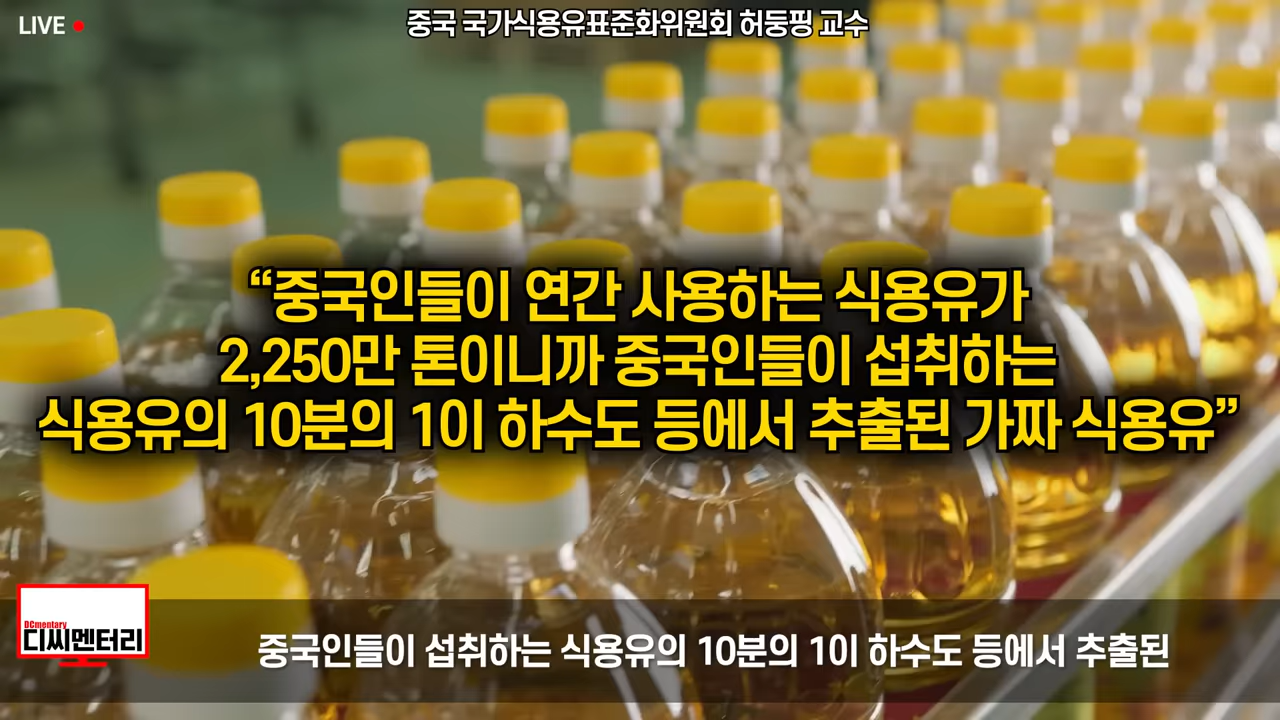 LIVE
중국 국가식용유표준화위원회 허둥핑 교수
“중국인들이 연간 사용하는 식용유가
2,250만 톤이니까 중국인들이 섭취하는
식용유의 10분의 1이 하수도 등에서 추출된 가짜 식용유”
DCmentary
디씨멘터리
중국인들이 섭취하는 식용유의 10분의 1이 하수도 등에서 추출된